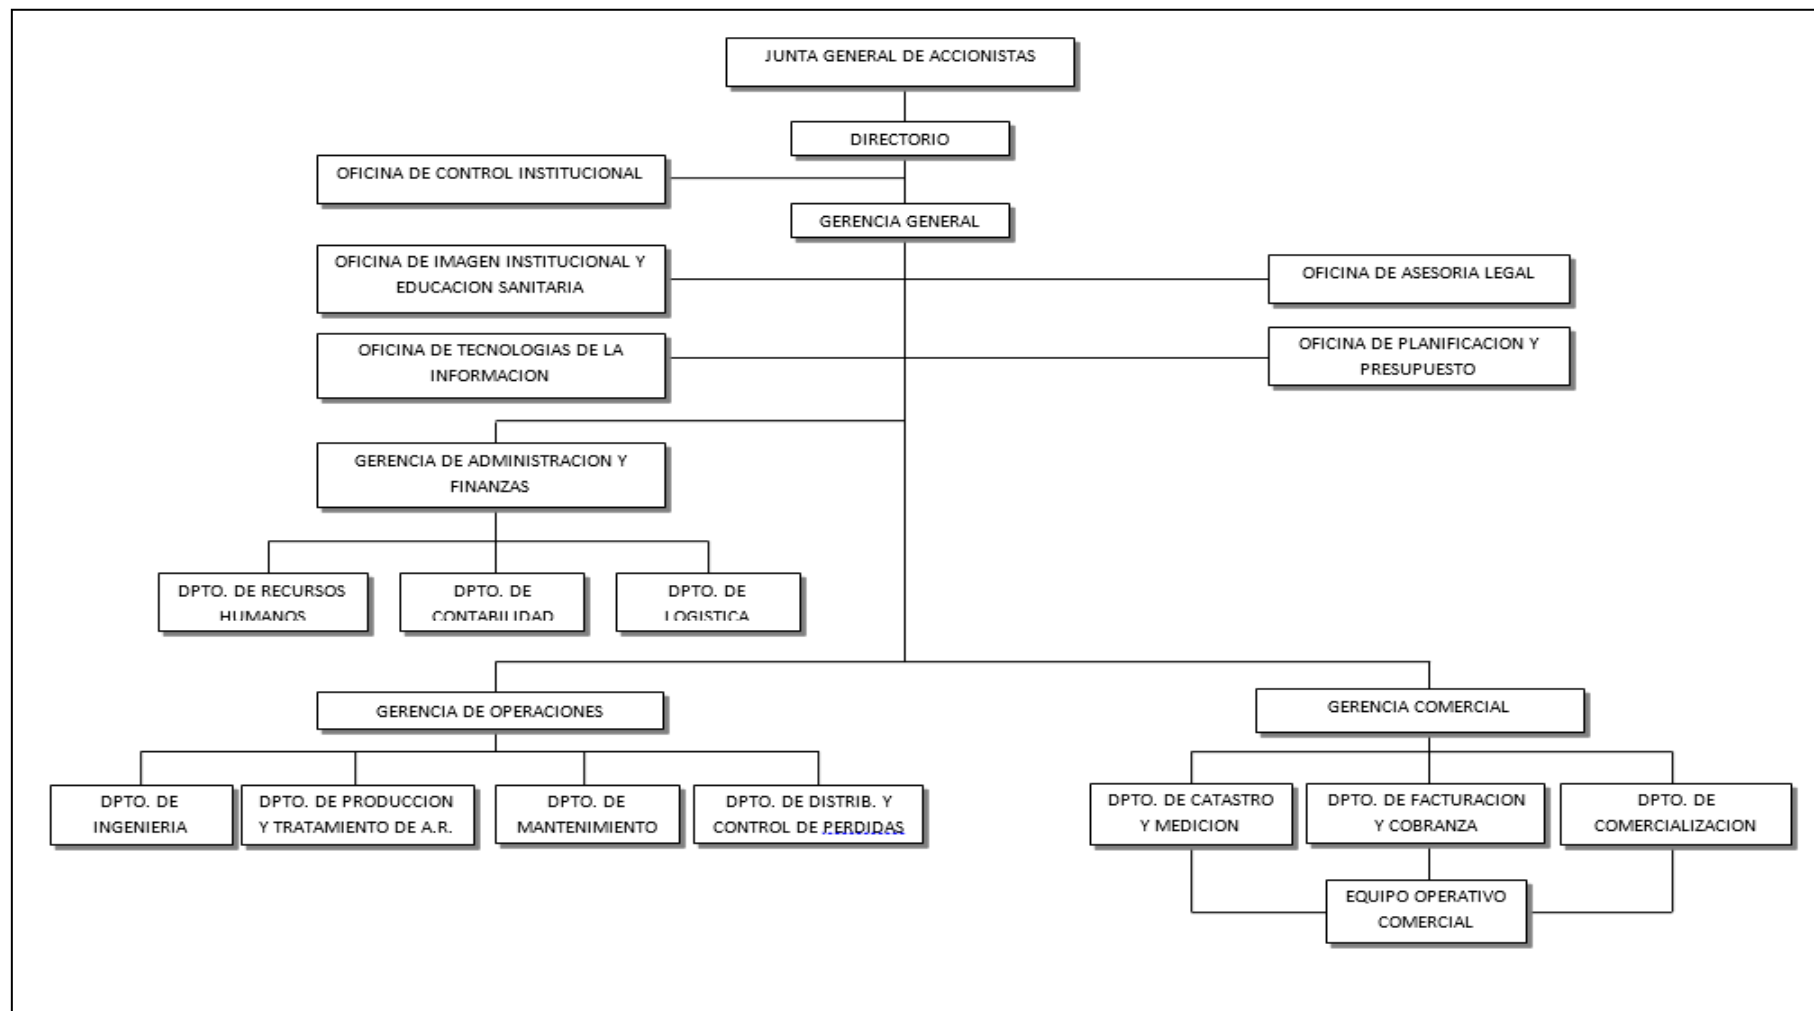 JUNTA GENERAL DE ACCIONISTAS
DIRECTORIO
OFICINA DE CONTROL INSTITUCIONAL
GERENCIA GENERAL
OFICINA DE IMAGEN INSTITUCIONAL Y
EDUCACION SANITARIA
OFICINA DE ASESORIA LEGAL
OFICINA DE TECNOLOGIAS DE LA
INFORMACION
OFICINA DE PLANIFICACION Y
PRESUPUESTO
GERENCIA DE ADMINISTRACION Y
FINANZAS
DPTO. DE RECURSOS
HUMANOS
DPTO. DE
CONTABILIDAD
DPTO. DE
LOGISTICA
GERENCIA DE OPERACIONES
GERENCIA COMERCIAL
DPTO. DE
INGENIERIA
DPTO. DE PRODUCCION
Y TRATAMIENTO DE A.R.
DPTO. DE
MANTENIMIENTO
DPTO. DE DISTRIB. Y
CONTROL DE PERDIDAS
DPTO. DE CATASTRO
Y MEDICION
DPTO. DE FACTURACION
Y COBRANZA
DPTO. DE
COMERCIALIZACION
EQUIPO OPERATIVO
COMERCIAL